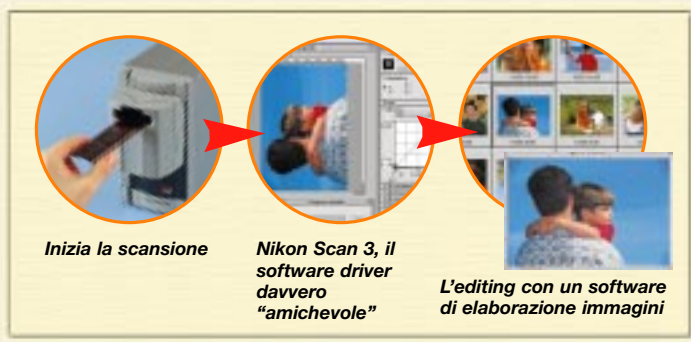 Inizia la scansione
Nikon Scan 3, il
software driver
davvero
“amichevole”
L’editing con un software
di elaborazione immagini